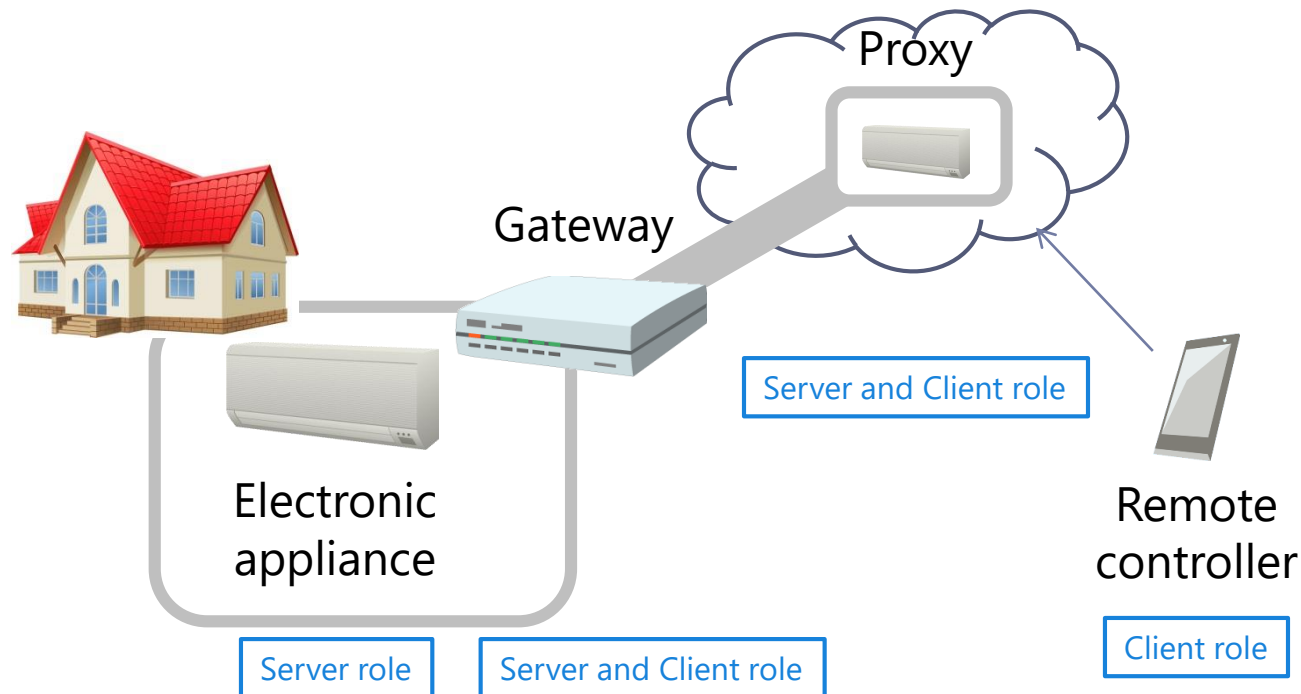 Proxy
Gateway
Server and Client role
Electronic
appliance
Remote
controller
Server role
Server and Client role
Client role